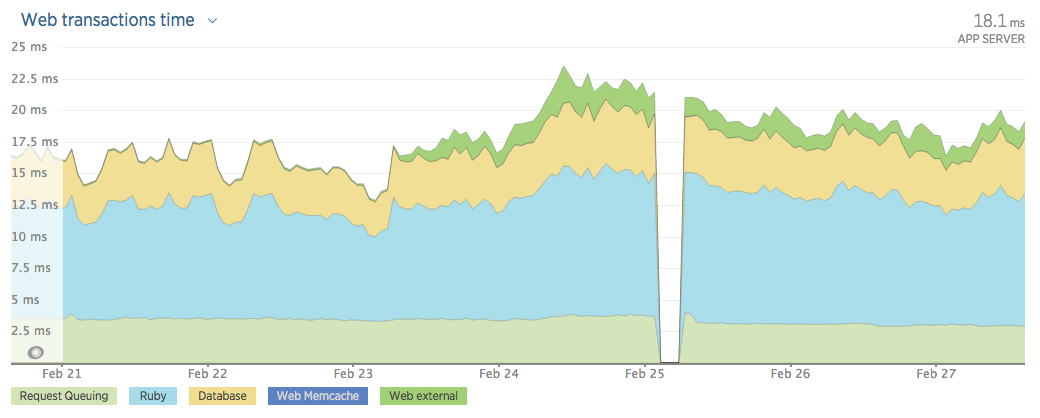 Web transactions time
18.1 ms
APP SERVER
25 ms
22.5 ms
20 ms
17.5 ms
15 ms
12.5 ms
10 ms
7.5 ms
5 ms
2.5 ms
Feb 21 Feb 22 Feb 23 Feb 24 Feb 25 Feb 26 Feb 27
Request Queuing Ruby Database Web Memcache Web external